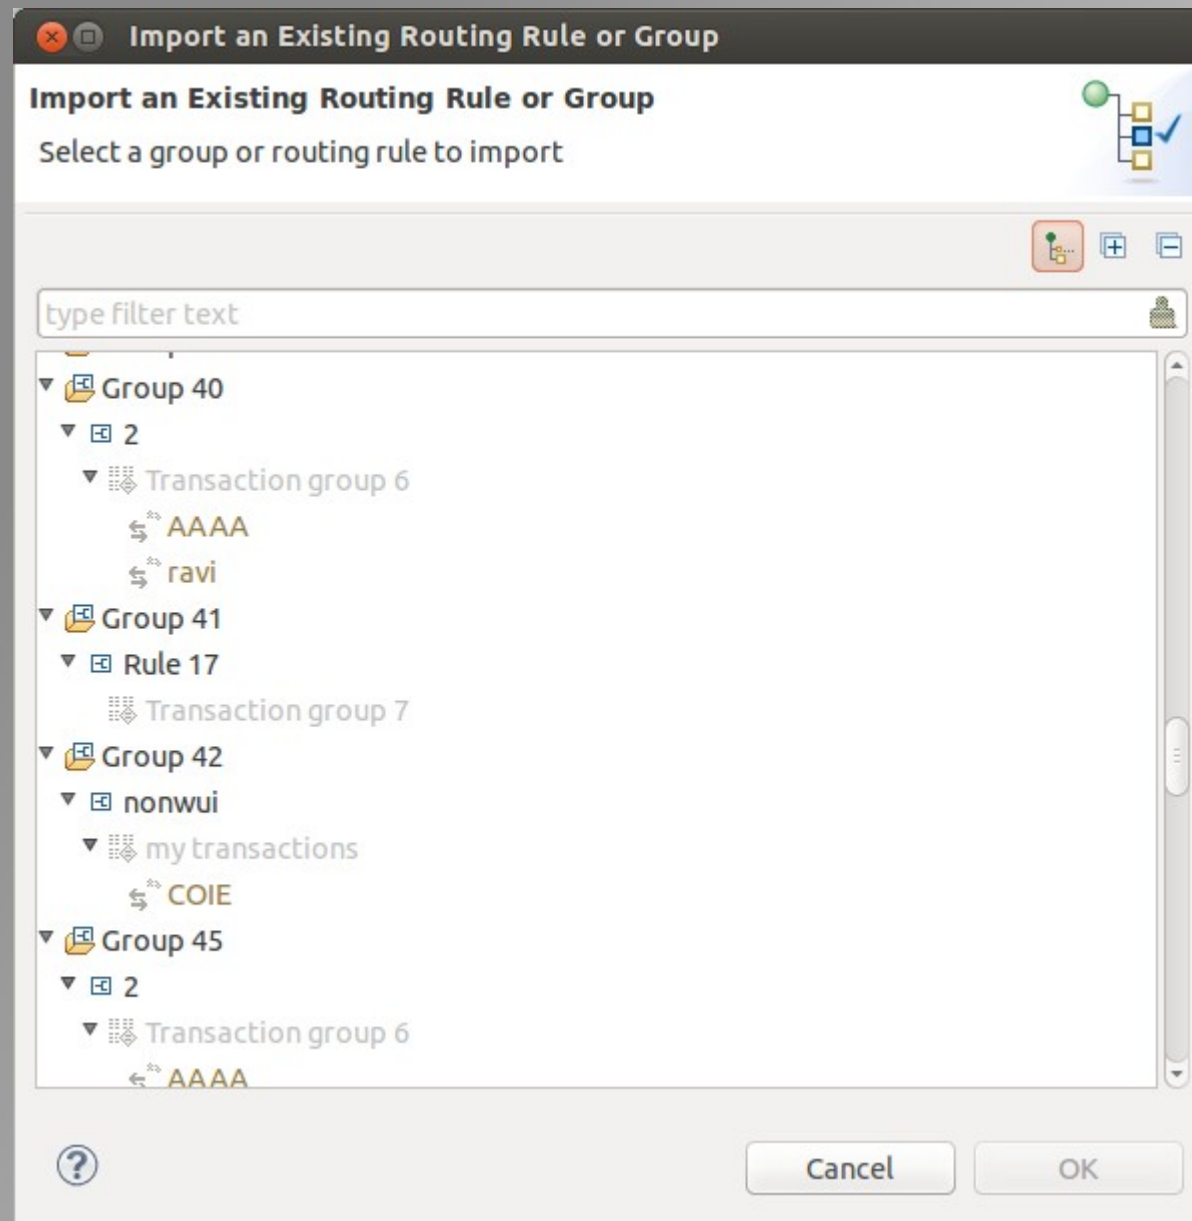 Import an Existing Routing Rule or Group
Import an Existing Routing Rule or Group
Select a group or routing rule to import
type filter text
Group 40
2
Transaction group 6
AAAA
ravi
Group 41
Rule 17
Transaction group 7
Group 42
nonwui
my transactions
COIE
Group 45
2
Transaction group 6
AAAA
Cancel
OK